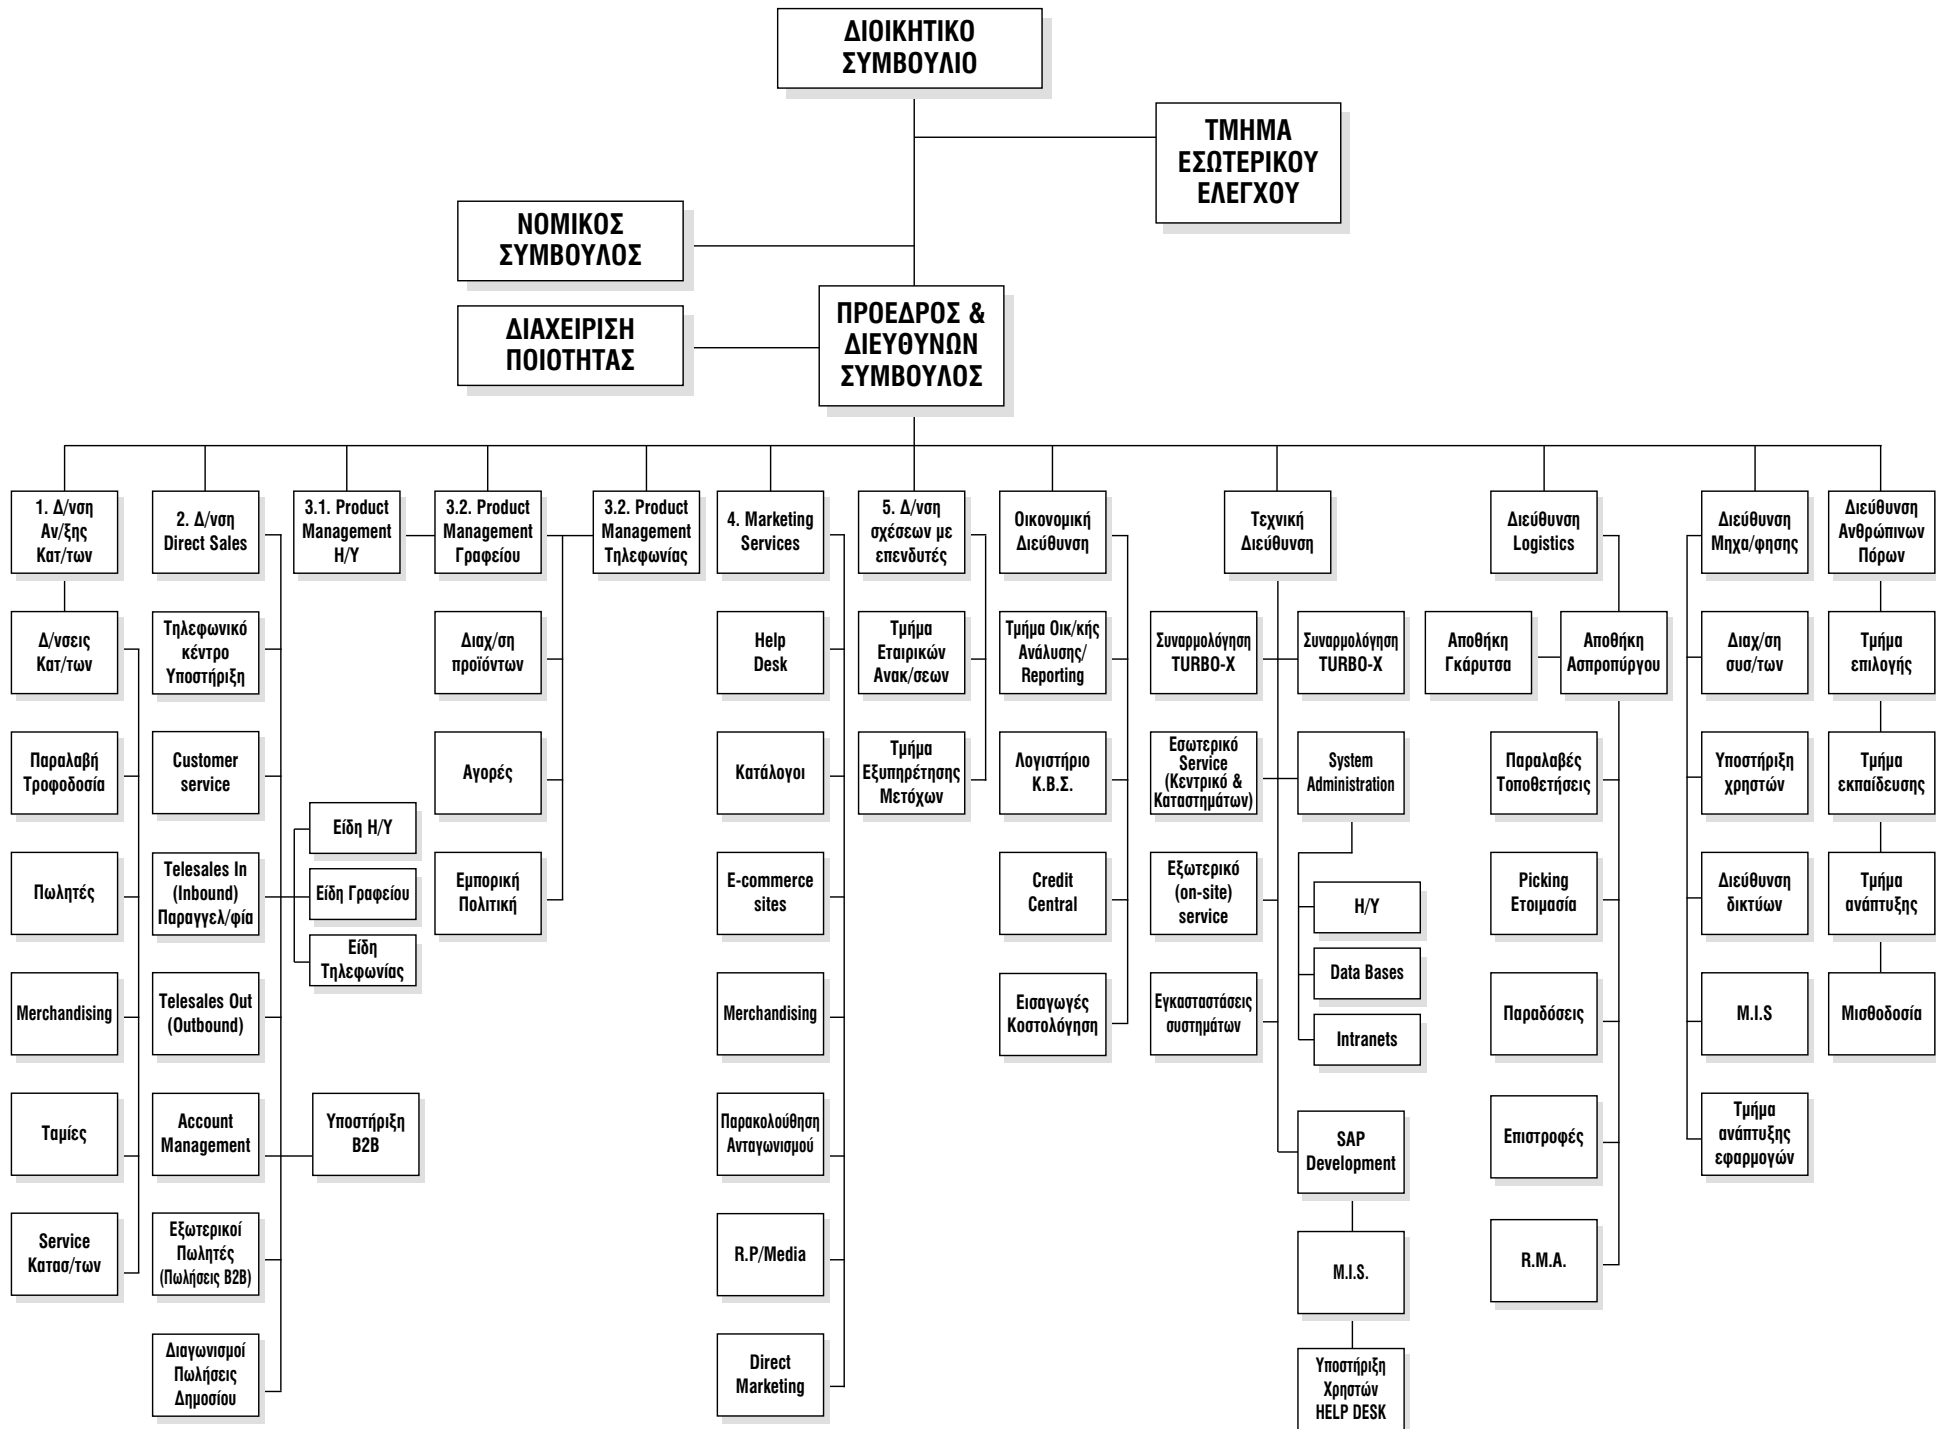 ΔΙΟΙΚΗΤΙΚΟ
ΣΥΜΒΟΥΛΙΟ
ΤΜΗΜΑ
ΕΣΩΤΕΡΙΚΟΥ
ΕΛΕΓΧΟΥ
ΝΟΜΙΚΟΣ
ΣΥΜΒΟΥΛΟΣ
ΔΙΑΧΕΙΡΙΣΗ
ΠΟΙΟΤΗΤΑΣ
ΠΡΟΕΔΡΟΣ &
ΔΙΕΥΘΥΝΩΝ
ΣΥΜΒΟΥΛΟΣ
1. Δ/νση
Αν/ξης
Κατ/των
Δ/νσεις
Κατ/των
Παραλαβή
Τροφοδοσία
Πωλητές
Merchandising
Ταμίες
Service
Κατασ/των
2. Δ/νση
Direct Sales
Τηλεφωνικό
κέντρο
Υποστήριξη
Customer
service
Telesales In
(Inbound)
Παραγγελ/φία
Είδη Η/Υ
Είδη Γραφείου
Είδη
Τηλεφωνίας
Telesales Out
(Outbound)
Account
Management
Υποστήριξη
B2B
Εξωτερικοί
Πωλητές
(Πωλήσεις B2B)
Διαγωνισμοί
Πωλήσεις
Δημοσίου
3.1. Product
Management
Η/Υ
3.2. Product
Management
Γραφείου
3.2. Product
Management
Τηλεφωνίας
Διαχ/ση
προϊόντων
Αγορές
Εμπορική
Πολιτική
4. Marketing
Services
Help
Desk
Κατάλογοι
E-commerce
sites
Merchandising
Παρακολούθηση
Ανταγωνισμού
R.P/Media
Direct
Marketing
5. Δ/νση
σχέσεων με
επενδυτές
Τμήμα
Εταιρικών
Ανακ/σεων
Τμήμα
Εξυπηρέτησης
Μετόχων
Οικονομική
Διεύθυνση
Τμήμα Οικ/κής
Ανάλυσης/
Reporting
Λογιστήριο
Κ.Β.Σ.
Credit
Central
Εισαγωγές
Κοστολόγηση
Τεχνική
Διεύθυνση
Συναρμολόγηση
TURBO-X
Συναρμολόγηση
TURBO-X
Εσωτερικό
Service
(Κεντρικό &
Καταστημάτων)
System
Administration
Εξωτερικό
(on-site)
service
Η/Υ
Data Bases
Intranets
Εγκασταστάσεις
συστημάτων
SAP
Development
M.I.S.
Υποστήριξη
Χρηστών
HELP DESK
Διεύθυνση
Logistics
Αποθήκη
Γκάρυτσα
Αποθήκη
Ασπροπύργου
Παραλαβές
Τοποθετήσεις
Picking
Ετοιμασία
Παραδόσεις
Επιστροφές
R.M.A.
Διεύθυνση
Μηχα/φησης
Διαχ/ση
συσ/των
Υποστήριξη
χρηστών
Διεύθυνση
δικτύων
M.I.S
Τμήμα
ανάπτυξης
εφαρμογών
Διεύθυνση
Ανθρώπινων
Πόρων
Τμήμα
επιλογής
Τμήμα
εκπαίδευσης
Τμήμα
ανάπτυξης
Μισθοδοσία